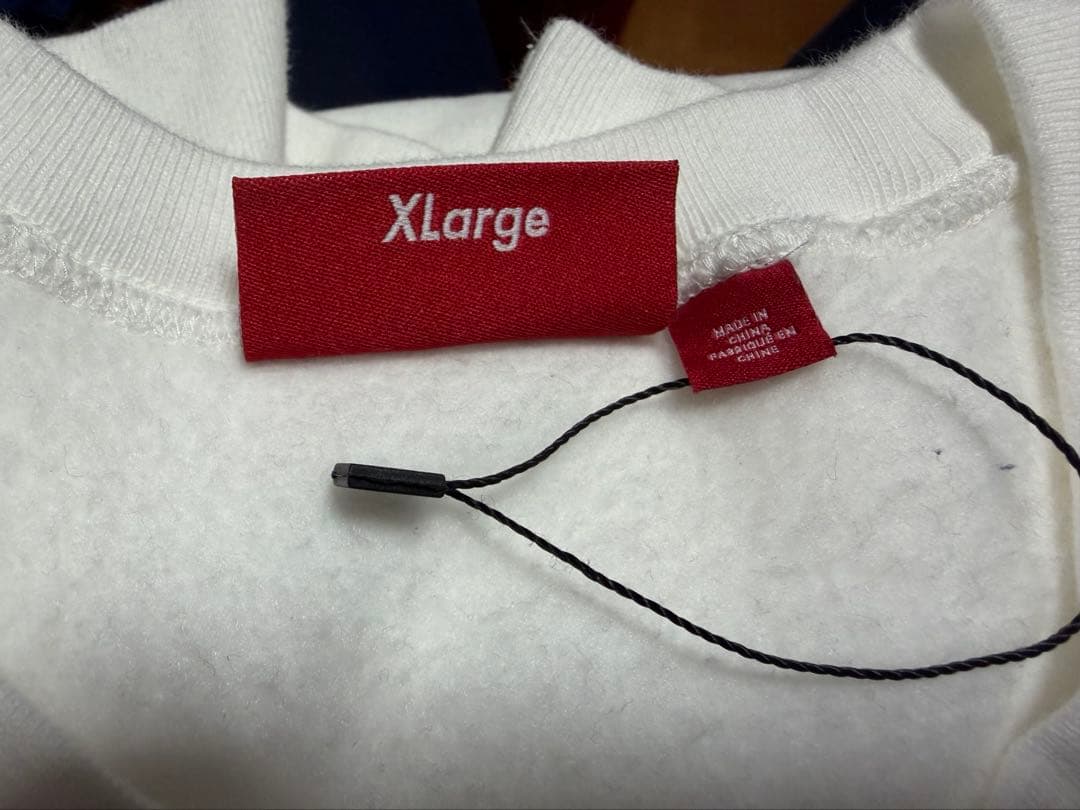 XLarge
MADE IN
CHINA
FABRIQUÉ EN
CHINE